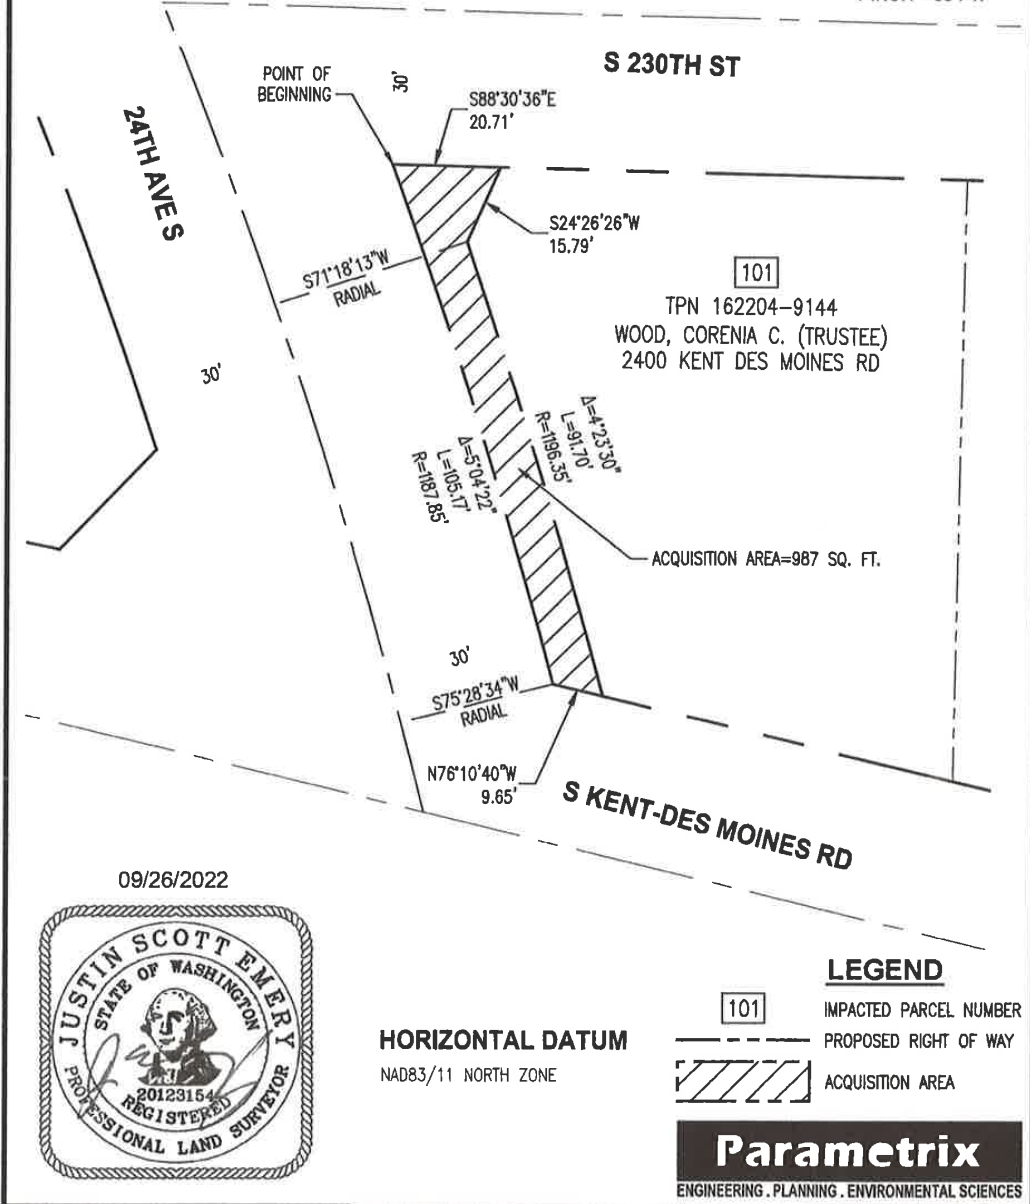 S 230TH ST
POINT OF
BEGINNING
30'
S88°30'36"E
20.71'
24TH AVE S
S24°26'26"W
15.79'
S71°18'13"W
RADIAL
101
TPN 162204-9144
WOOD, CORENIA C. (TRUSTEE)
2400 KENT DES MOINES RD
30'
Δ=4°23'30"
L=91.70'
R=1196.35'
Δ=5°04'22"
L=105.17'
R=1187.85'
ACQUISITION AREA=987 SQ. FT.
30'
S75°28'34"W
RADIAL
N76°10'40"W
9.65'
S KENT-DES MOINES RD
09/26/2022
JUSTIN SCOTT EMERY
STATE OF WASHINGTON
20123154
REGISTERED
PROFESSIONAL LAND SURVEYOR
HORIZONTAL DATUM
NAD83/11 NORTH ZONE
LEGEND
101
IMPACTED PARCEL NUMBER
PROPOSED RIGHT OF WAY
ACQUISITION AREA
Parametrix
ENGINEERING . PLANNING . ENVIRONMENTAL SCIENCES